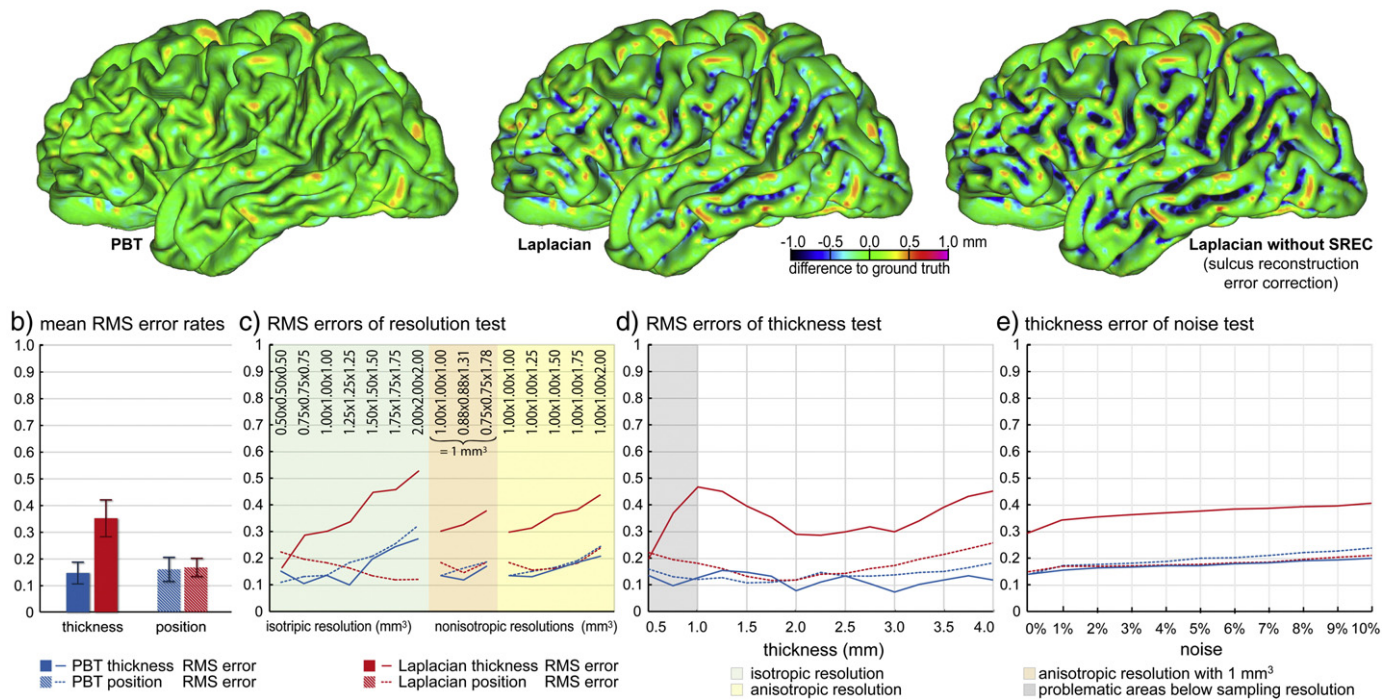 PBT
Laplacian
-1.0 -0.5 0.0 0.5 1.0 mm
difference to ground truth
Laplacian without SREC
(sulcus reconstruction
error correction)
b) mean RMS error rates
1.0
0.9
0.8
0.7
0.6
0.5
0.4
0.3
0.2
0.1
0
thickness position
c) RMS errors of resolution test
1
0.9
0.8
0.7
0.6
0.5
0.4
0.3
0.2
0.1
0
0.50x0.50x0.50
0.75x0.75x0.75
1.00x1.00x1.00
1.25x1.25x1.25
1.50x1.50x1.50
1.75x1.75x1.75
2.00x2.00x2.00
1.00x1.00x1.00
0.88x0.88x1.31
0.75x0.75x1.78
= 1 mm³
1.00x1.00x1.00
1.00x1.00x1.25
1.00x1.00x1.50
1.00x1.00x1.75
1.00x1.00x2.00
isotripic resolution (mm³) nonisotropic resolutions (mm³)
d) RMS errors of thickness test
1
0.9
0.8
0.7
0.6
0.5
0.4
0.3
0.2
0.1
0
0.5 1.0 1.5 2.0 2.5 3.0 3.5 4.0
thickness (mm)
e) thickness error of noise test
1
0.9
0.8
0.7
0.6
0.5
0.4
0.3
0.2
0.1
0
0% 1% 2% 3% 4% 5% 6% 7% 8% 9% 10%
noise
PBT thickness RMS error
PBT position RMS error
Laplacian thickness RMS error
Laplacian position RMS error
isotropic resolution
anisotropic resolution
anisotropic resolution with 1 mm³
problematic areas below sampling resolution